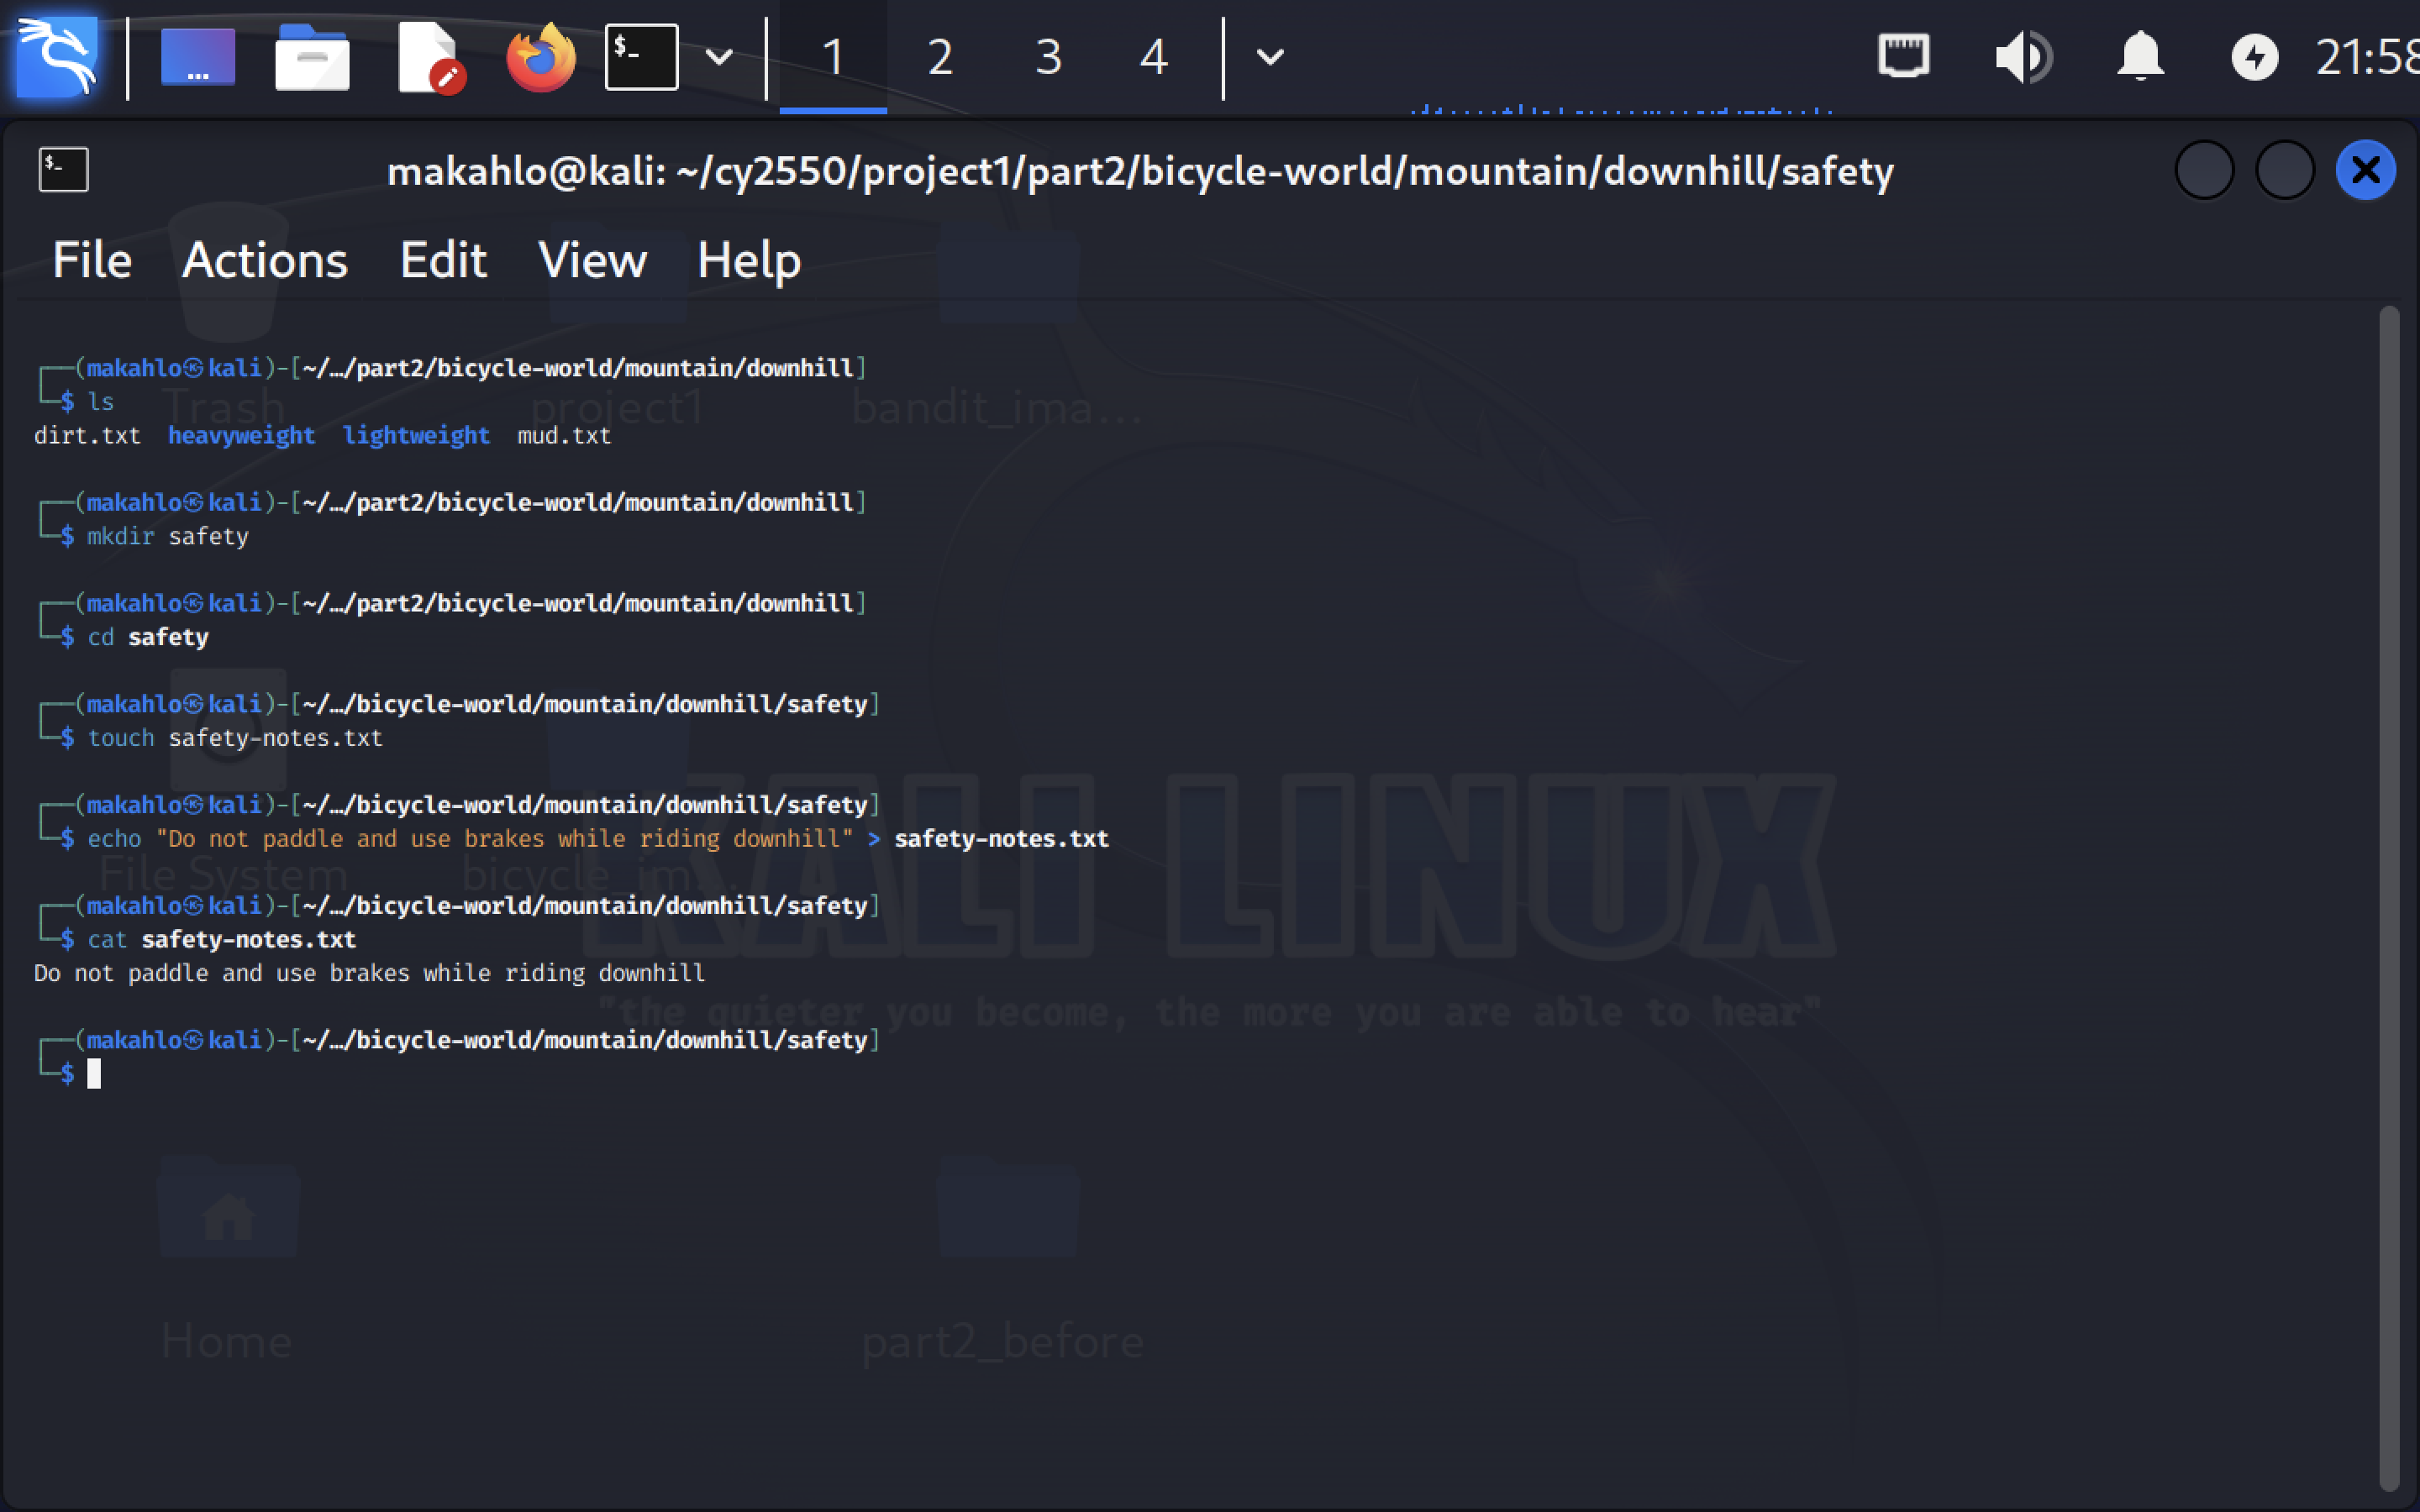 $_
1 2 3 4
21:58
$_
makahlo@kali: ~/cy2550/project1/part2/bicycle-world/mountain/downhill/safety
File Actions Edit View Help
┌──(makahlo㉿kali)-[~/…/part2/bicycle-world/mountain/downhill]
└─$ ls
dirt.txt heavyweight lightweight mud.txt
┌──(makahlo㉿kali)-[~/…/part2/bicycle-world/mountain/downhill]
└─$ mkdir safety
┌──(makahlo㉿kali)-[~/…/part2/bicycle-world/mountain/downhill]
└─$ cd safety
┌──(makahlo㉿kali)-[~/…/bicycle-world/mountain/downhill/safety]
└─$ touch safety-notes.txt
┌──(makahlo㉿kali)-[~/…/bicycle-world/mountain/downhill/safety]
└─$ echo "Do not paddle and use brakes while riding downhill" > safety-notes.txt
┌──(makahlo㉿kali)-[~/…/bicycle-world/mountain/downhill/safety]
└─$ cat safety-notes.txt
Do not paddle and use brakes while riding downhill
┌──(makahlo㉿kali)-[~/…/bicycle-world/mountain/downhill/safety]
└─$
Trash project1 bandit_ima...
File System bicycle_im...
KALI LINUX
"the quieter you become, the more you are able to hear"
Home part2_before